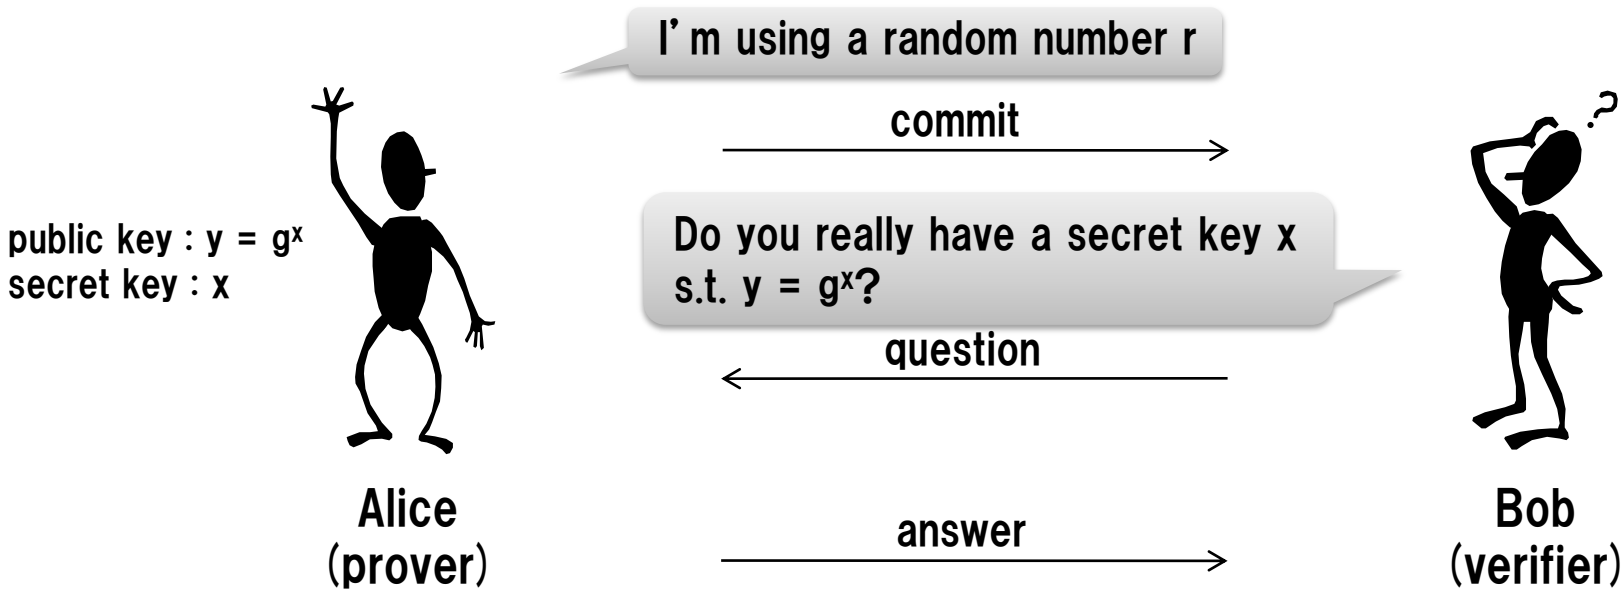 I'm using a random number r
commit
public key : y = gˣ
secret key : x
Do you really have a secret key x
s.t. y = gˣ?
question
?
Alice
(prover)
answer
Bob
(verifier)